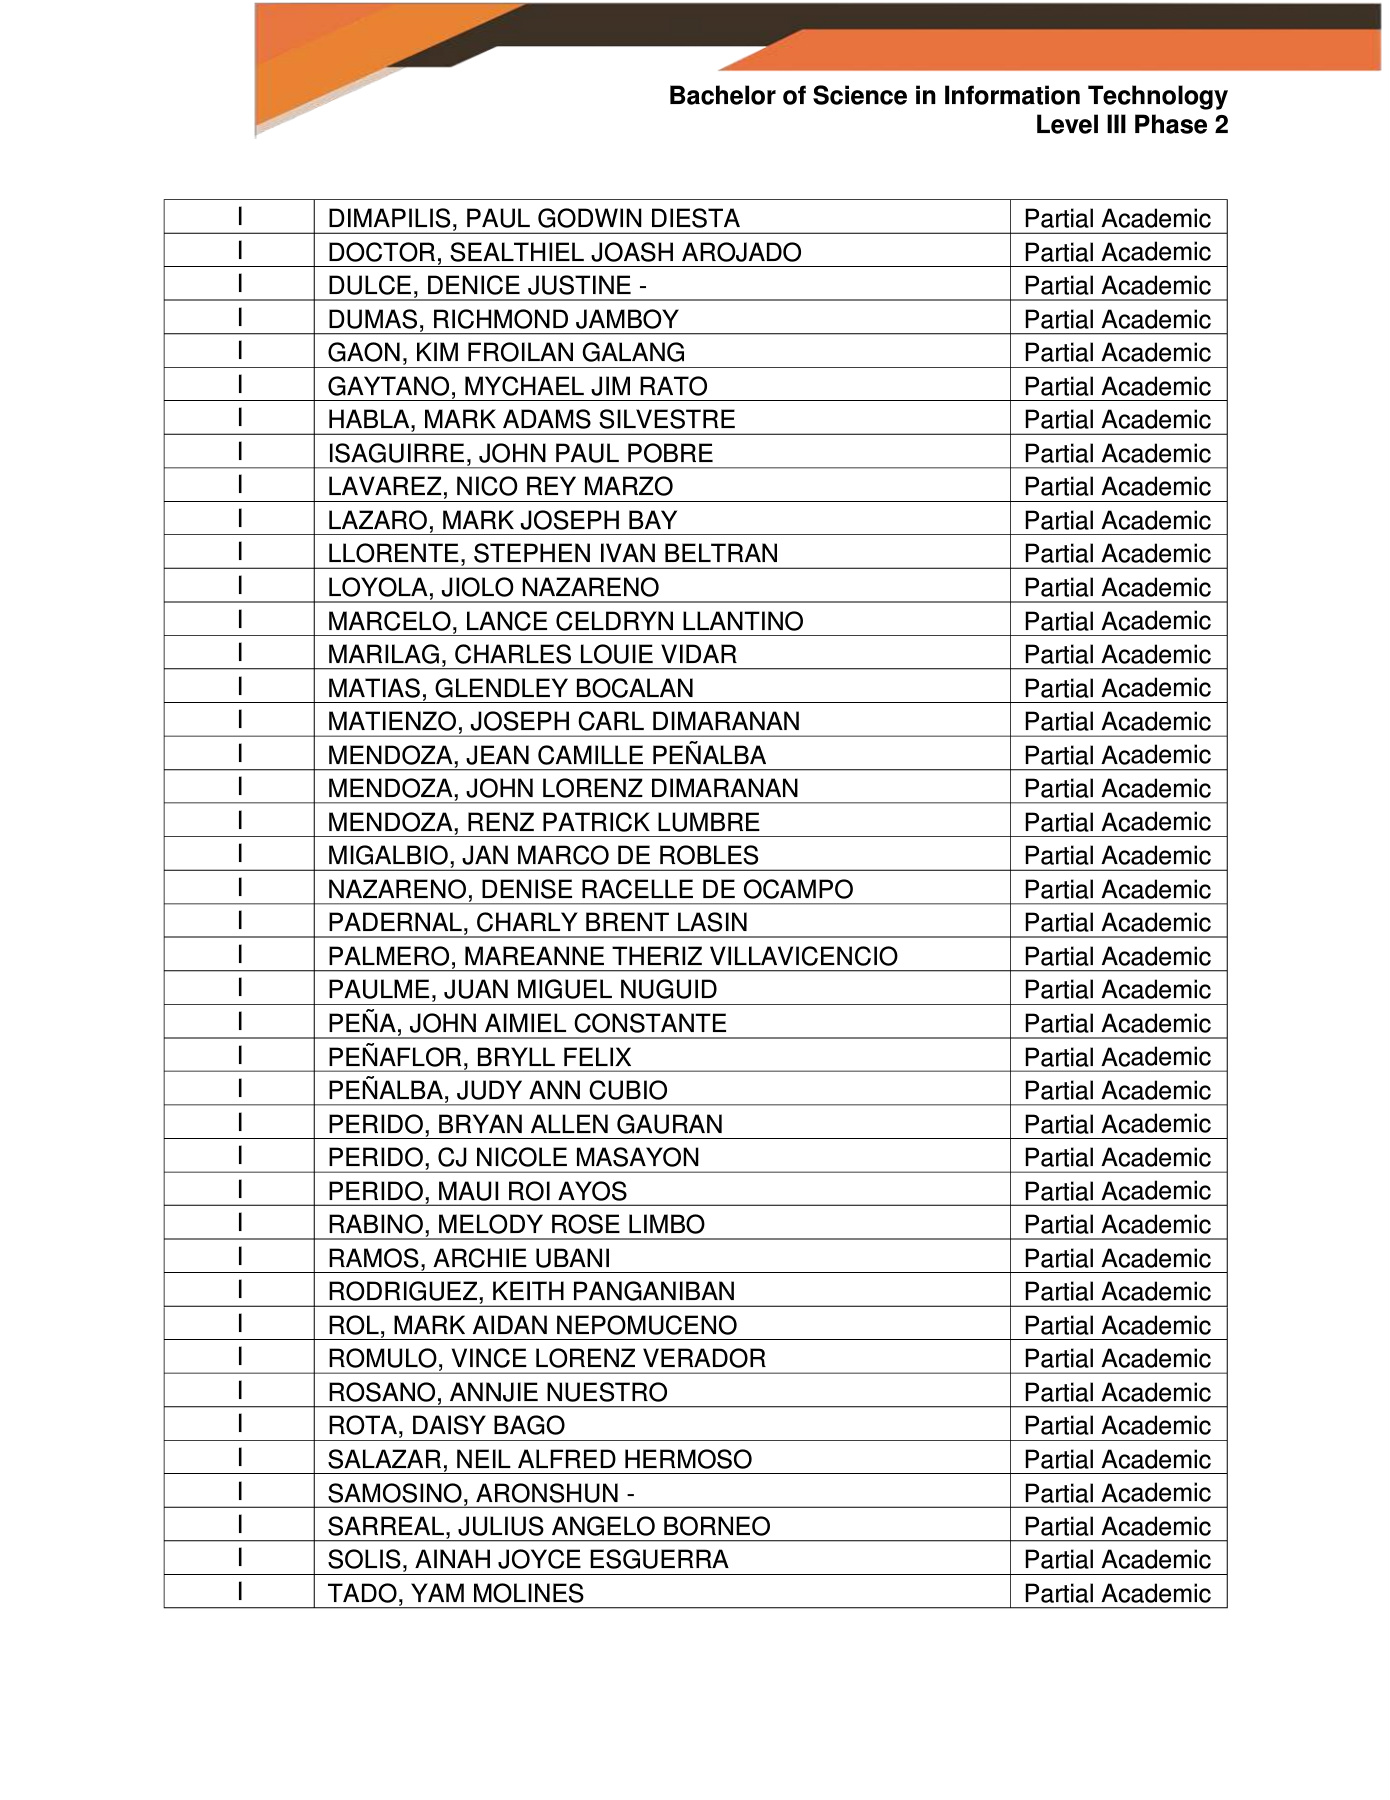 Bachelor of Science in Information Technology
Level III Phase 2
I DIMAPILIS, PAUL GODWIN DIESTA Partial Academic
I DOCTOR, SEALTHIEL JOASH AROJADO Partial Academic
I DULCE, DENICE JUSTINE - Partial Academic
I DUMAS, RICHMOND JAMBOY Partial Academic
I GAON, KIM FROILAN GALANG Partial Academic
I GAYTANO, MYCHAEL JIM RATO Partial Academic
I HABLA, MARK ADAMS SILVESTRE Partial Academic
I ISAGUIRRE, JOHN PAUL POBRE Partial Academic
I LAVAREZ, NICO REY MARZO Partial Academic
I LAZARO, MARK JOSEPH BAY Partial Academic
I LLORENTE, STEPHEN IVAN BELTRAN Partial Academic
I LOYOLA, JIOLO NAZARENO Partial Academic
I MARCELO, LANCE CELDRYN LLANTINO Partial Academic
I MARILAG, CHARLES LOUIE VIDAR Partial Academic
I MATIAS, GLENDLEY BOCALAN Partial Academic
I MATIENZO, JOSEPH CARL DIMARANAN Partial Academic
I MENDOZA, JEAN CAMILLE PEÑALBA Partial Academic
I MENDOZA, JOHN LORENZ DIMARANAN Partial Academic
I MENDOZA, RENZ PATRICK LUMBRE Partial Academic
I MIGALBIO, JAN MARCO DE ROBLES Partial Academic
I NAZARENO, DENISE RACELLE DE OCAMPO Partial Academic
I PADERNAL, CHARLY BRENT LASIN Partial Academic
I PALMERO, MAREANNE THERIZ VILLAVICENCIO Partial Academic
I PAULME, JUAN MIGUEL NUGUID Partial Academic
I PEÑA, JOHN AIMIEL CONSTANTE Partial Academic
I PEÑAFLOR, BRYLL FELIX Partial Academic
I PEÑALBA, JUDY ANN CUBIO Partial Academic
I PERIDO, BRYAN ALLEN GAURAN Partial Academic
I PERIDO, CJ NICOLE MASAYON Partial Academic
I PERIDO, MAUI ROI AYOS Partial Academic
I RABINO, MELODY ROSE LIMBO Partial Academic
I RAMOS, ARCHIE UBANI Partial Academic
I RODRIGUEZ, KEITH PANGANIBAN Partial Academic
I ROL, MARK AIDAN NEPOMUCENO Partial Academic
I ROMULO, VINCE LORENZ VERADOR Partial Academic
I ROSANO, ANNJIE NUESTRO Partial Academic
I ROTA, DAISY BAGO Partial Academic
I SALAZAR, NEIL ALFRED HERMOSO Partial Academic
I SAMOSINO, ARONSHUN - Partial Academic
I SARREAL, JULIUS ANGELO BORNEO Partial Academic
I SOLIS, AINAH JOYCE ESGUERRA Partial Academic
I TADO, YAM MOLINES Partial Academic